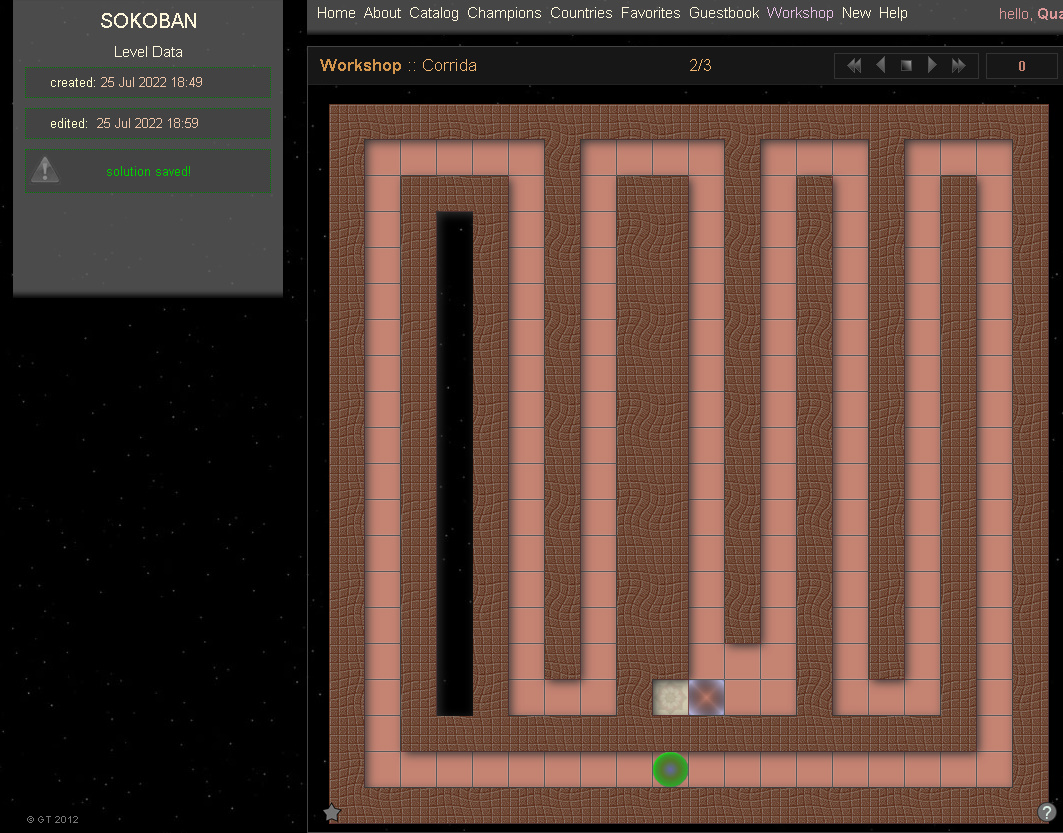 SOKOBAN
Level Data
created: 25 Jul 2022 18:49
edited: 25 Jul 2022 18:59
solution saved!
© GT 2012
Home About Catalog Champions Countries Favorites Guestbook Workshop New Help
hello, Qua
Workshop :: Corrida
2/3
0
?